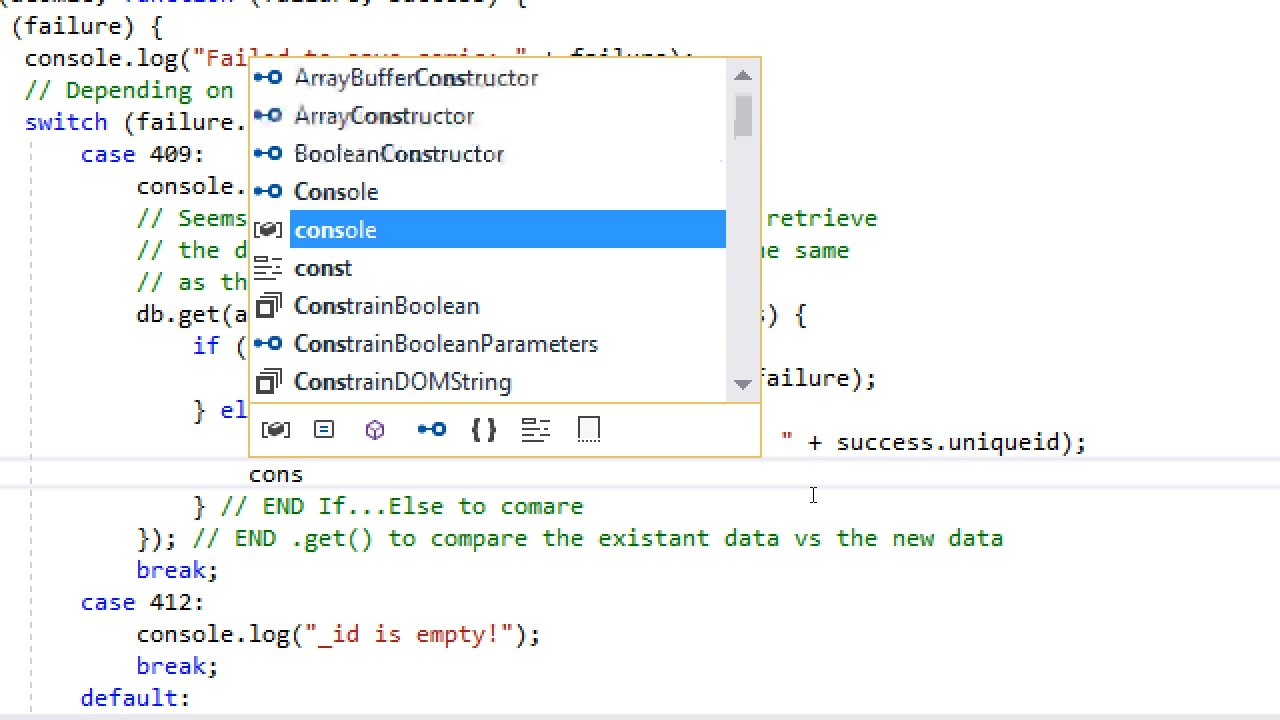 (failure) {
console.log("Fai
// Depending on
switch (failure.
case 409:
console.
// Seems retrieve
// the d same
// as th
db.get(a ) {
if (
failure);
} el
" + success.uniqueid);
cons
} // END If...Else to comare
}); // END .get() to compare the existant data vs the new data
break;
case 412:
console.log("_id is empty!");
break;
default:
ArrayBufferConstructor
ArrayConstructor
BooleanConstructor
Console
console
const
ConstrainBoolean
ConstrainBooleanParameters
ConstrainDOMString